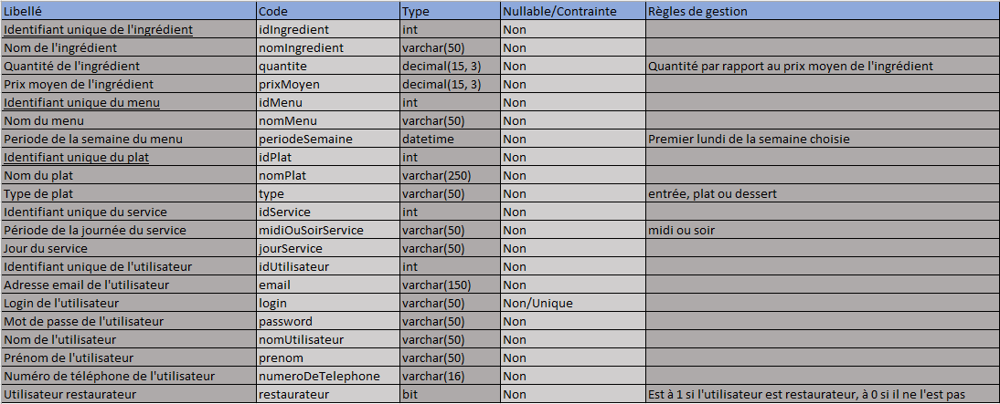 Libellé Code Type Nullable/Contrainte Règles de gestion
Identifiant unique de l'ingrédient idIngredient int Non
Nom de l'ingrédient nomIngredient varchar(50) Non
Quantité de l'ingrédient quantite decimal(15, 3) Non Quantité par rapport au prix moyen de l'ingrédient
Prix moyen de l'ingrédient prixMoyen decimal(15, 3) Non
Identifiant unique du menu idMenu int Non
Nom du menu nomMenu varchar(50) Non
Periode de la semaine du menu periodeSemaine datetime Non Premier lundi de la semaine choisie
Identifiant unique du plat idPlat int Non
Nom du plat nomPlat varchar(250) Non
Type de plat type varchar(50) Non entrée, plat ou dessert
Identifiant unique du service idService int Non
Période de la journée du service midiOuSoirService varchar(50) Non midi ou soir
Jour du service jourService varchar(50) Non
Identifiant unique de l'utilisateur idUtilisateur int Non
Adresse email de l'utilisateur email varchar(150) Non
Login de l'utilisateur login varchar(50) Non/Unique
Mot de passe de l'utilisateur password varchar(50) Non
Nom de l'utilisateur nomUtilisateur varchar(50) Non
Prénom de l'utilisateur prenom varchar(50) Non
Numéro de téléphone de l'utilisateur numeroDeTelephone varchar(16) Non
Utilisateur restaurateur restaurateur bit Non Est à 1 si l'utilisateur est restaurateur, à 0 si il ne l'est pas